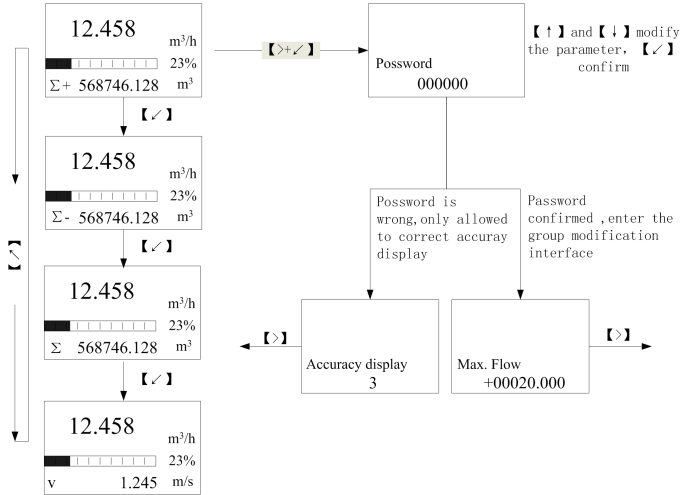 12.458
m³/h
23%
Σ+ 568746.128 m³
【↙】
12.458
m³/h
23%
Σ- 568746.128 m³
【↙】
12.458
m³/h
23%
Σ 568746.128 m³
【↙】
12.458
m³/h
23%
v 1.245 m/s
【↗】
【>+↙】
Possword
000000
【↑】and【↓】modify
the parameter, 【↙】
confirm
Possword is
wrong,only allowed
to correct accuray
display
Password
confirmed ,enter the
group modification
interface
【>】
Accuracy display
3
Max. Flow
+00020.000
【>】